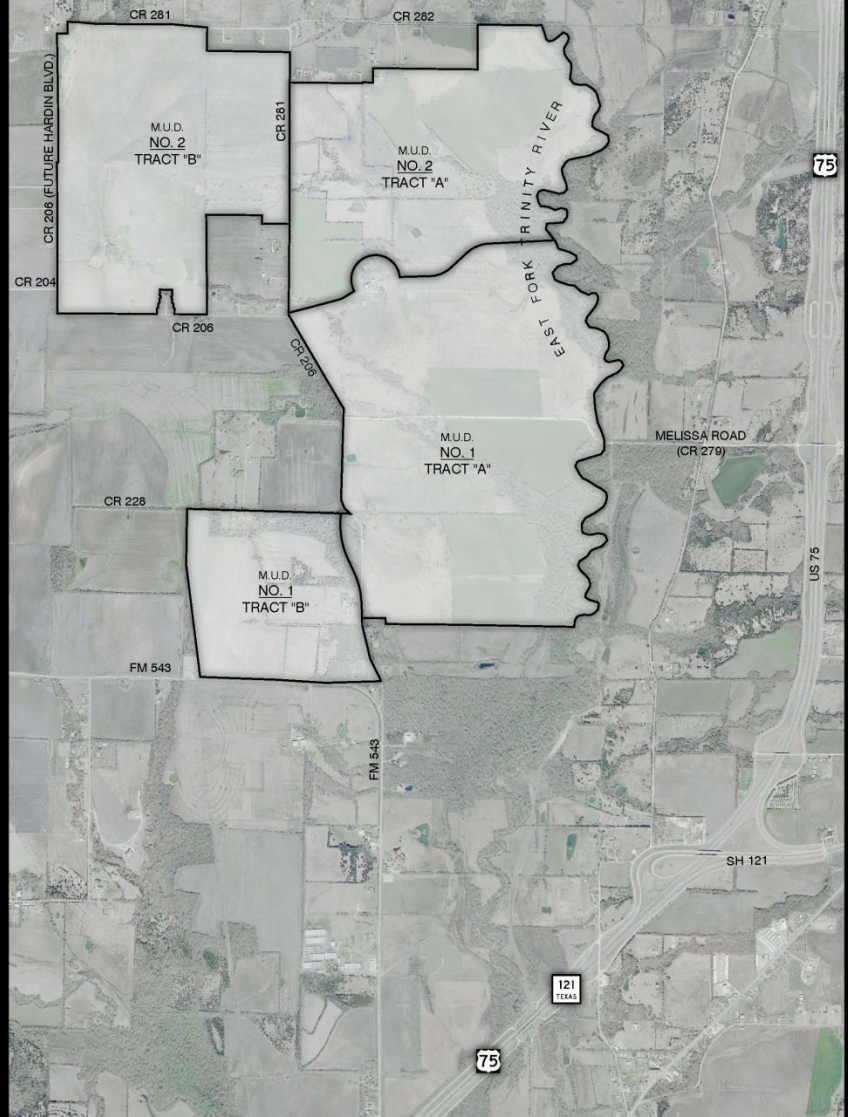 CR 281
CR 282
CR 206 (FUTURE HARDIN BLVD.)
M.U.D.
NO. 2
TRACT "B"
CR 281
M.U.D.
NO. 2
TRACT "A"
EAST FORK TRINITY RIVER
75
CR 204
CR 206
CR 206
M.U.D.
NO. 1
TRACT "A"
MELISSA ROAD
(CR 279)
CR 228
US 75
M.U.D.
NO. 1
TRACT "B"
FM 543
FM 543
SH 121
121
TEXAS
75